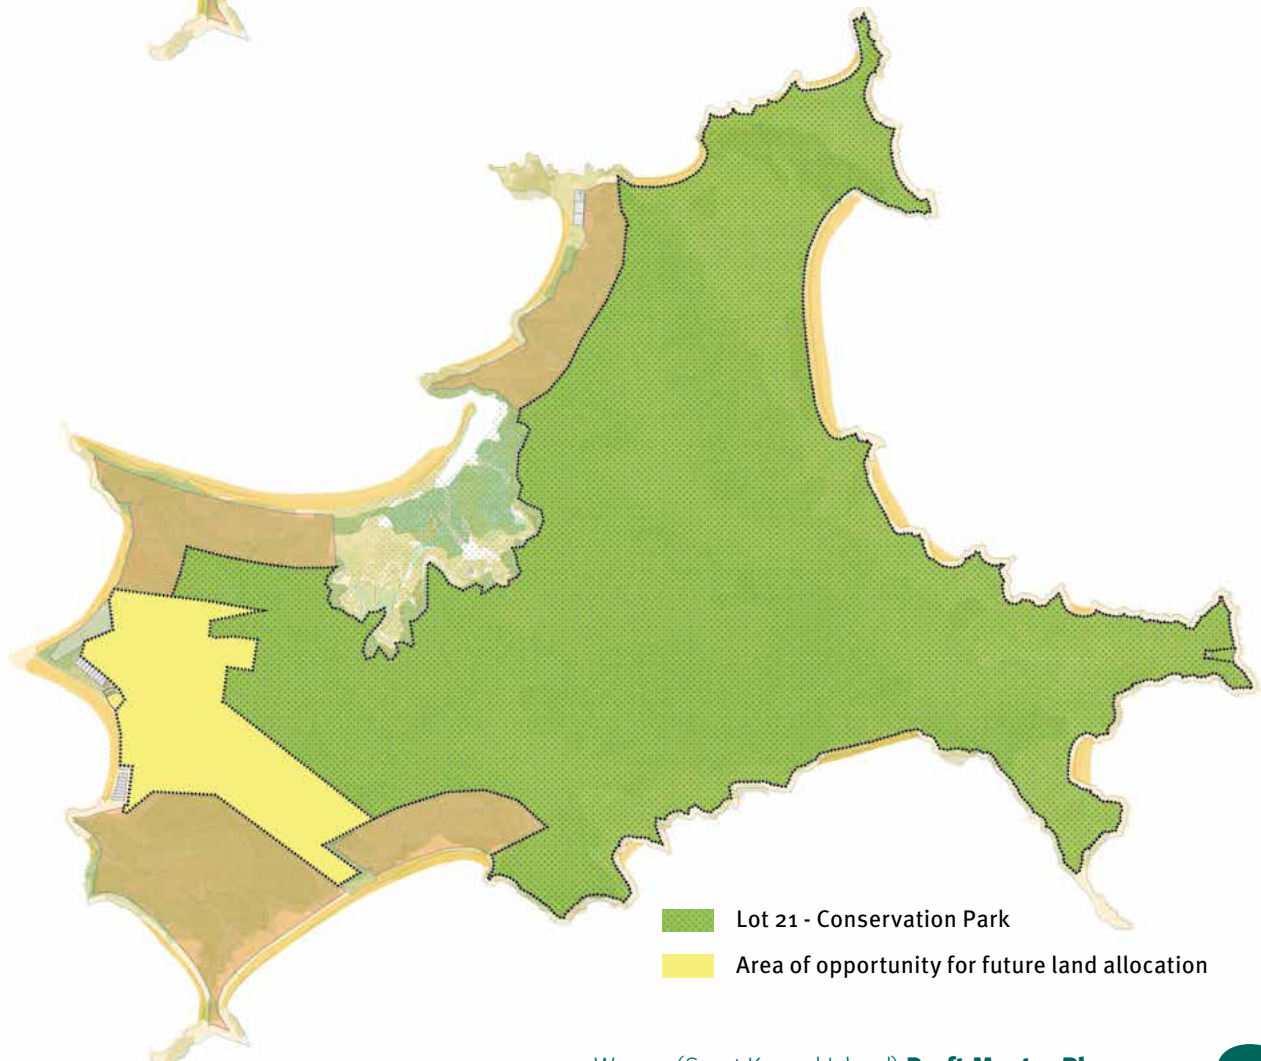 Lot 21 - Conservation Park
Area of opportunity for future land allocation